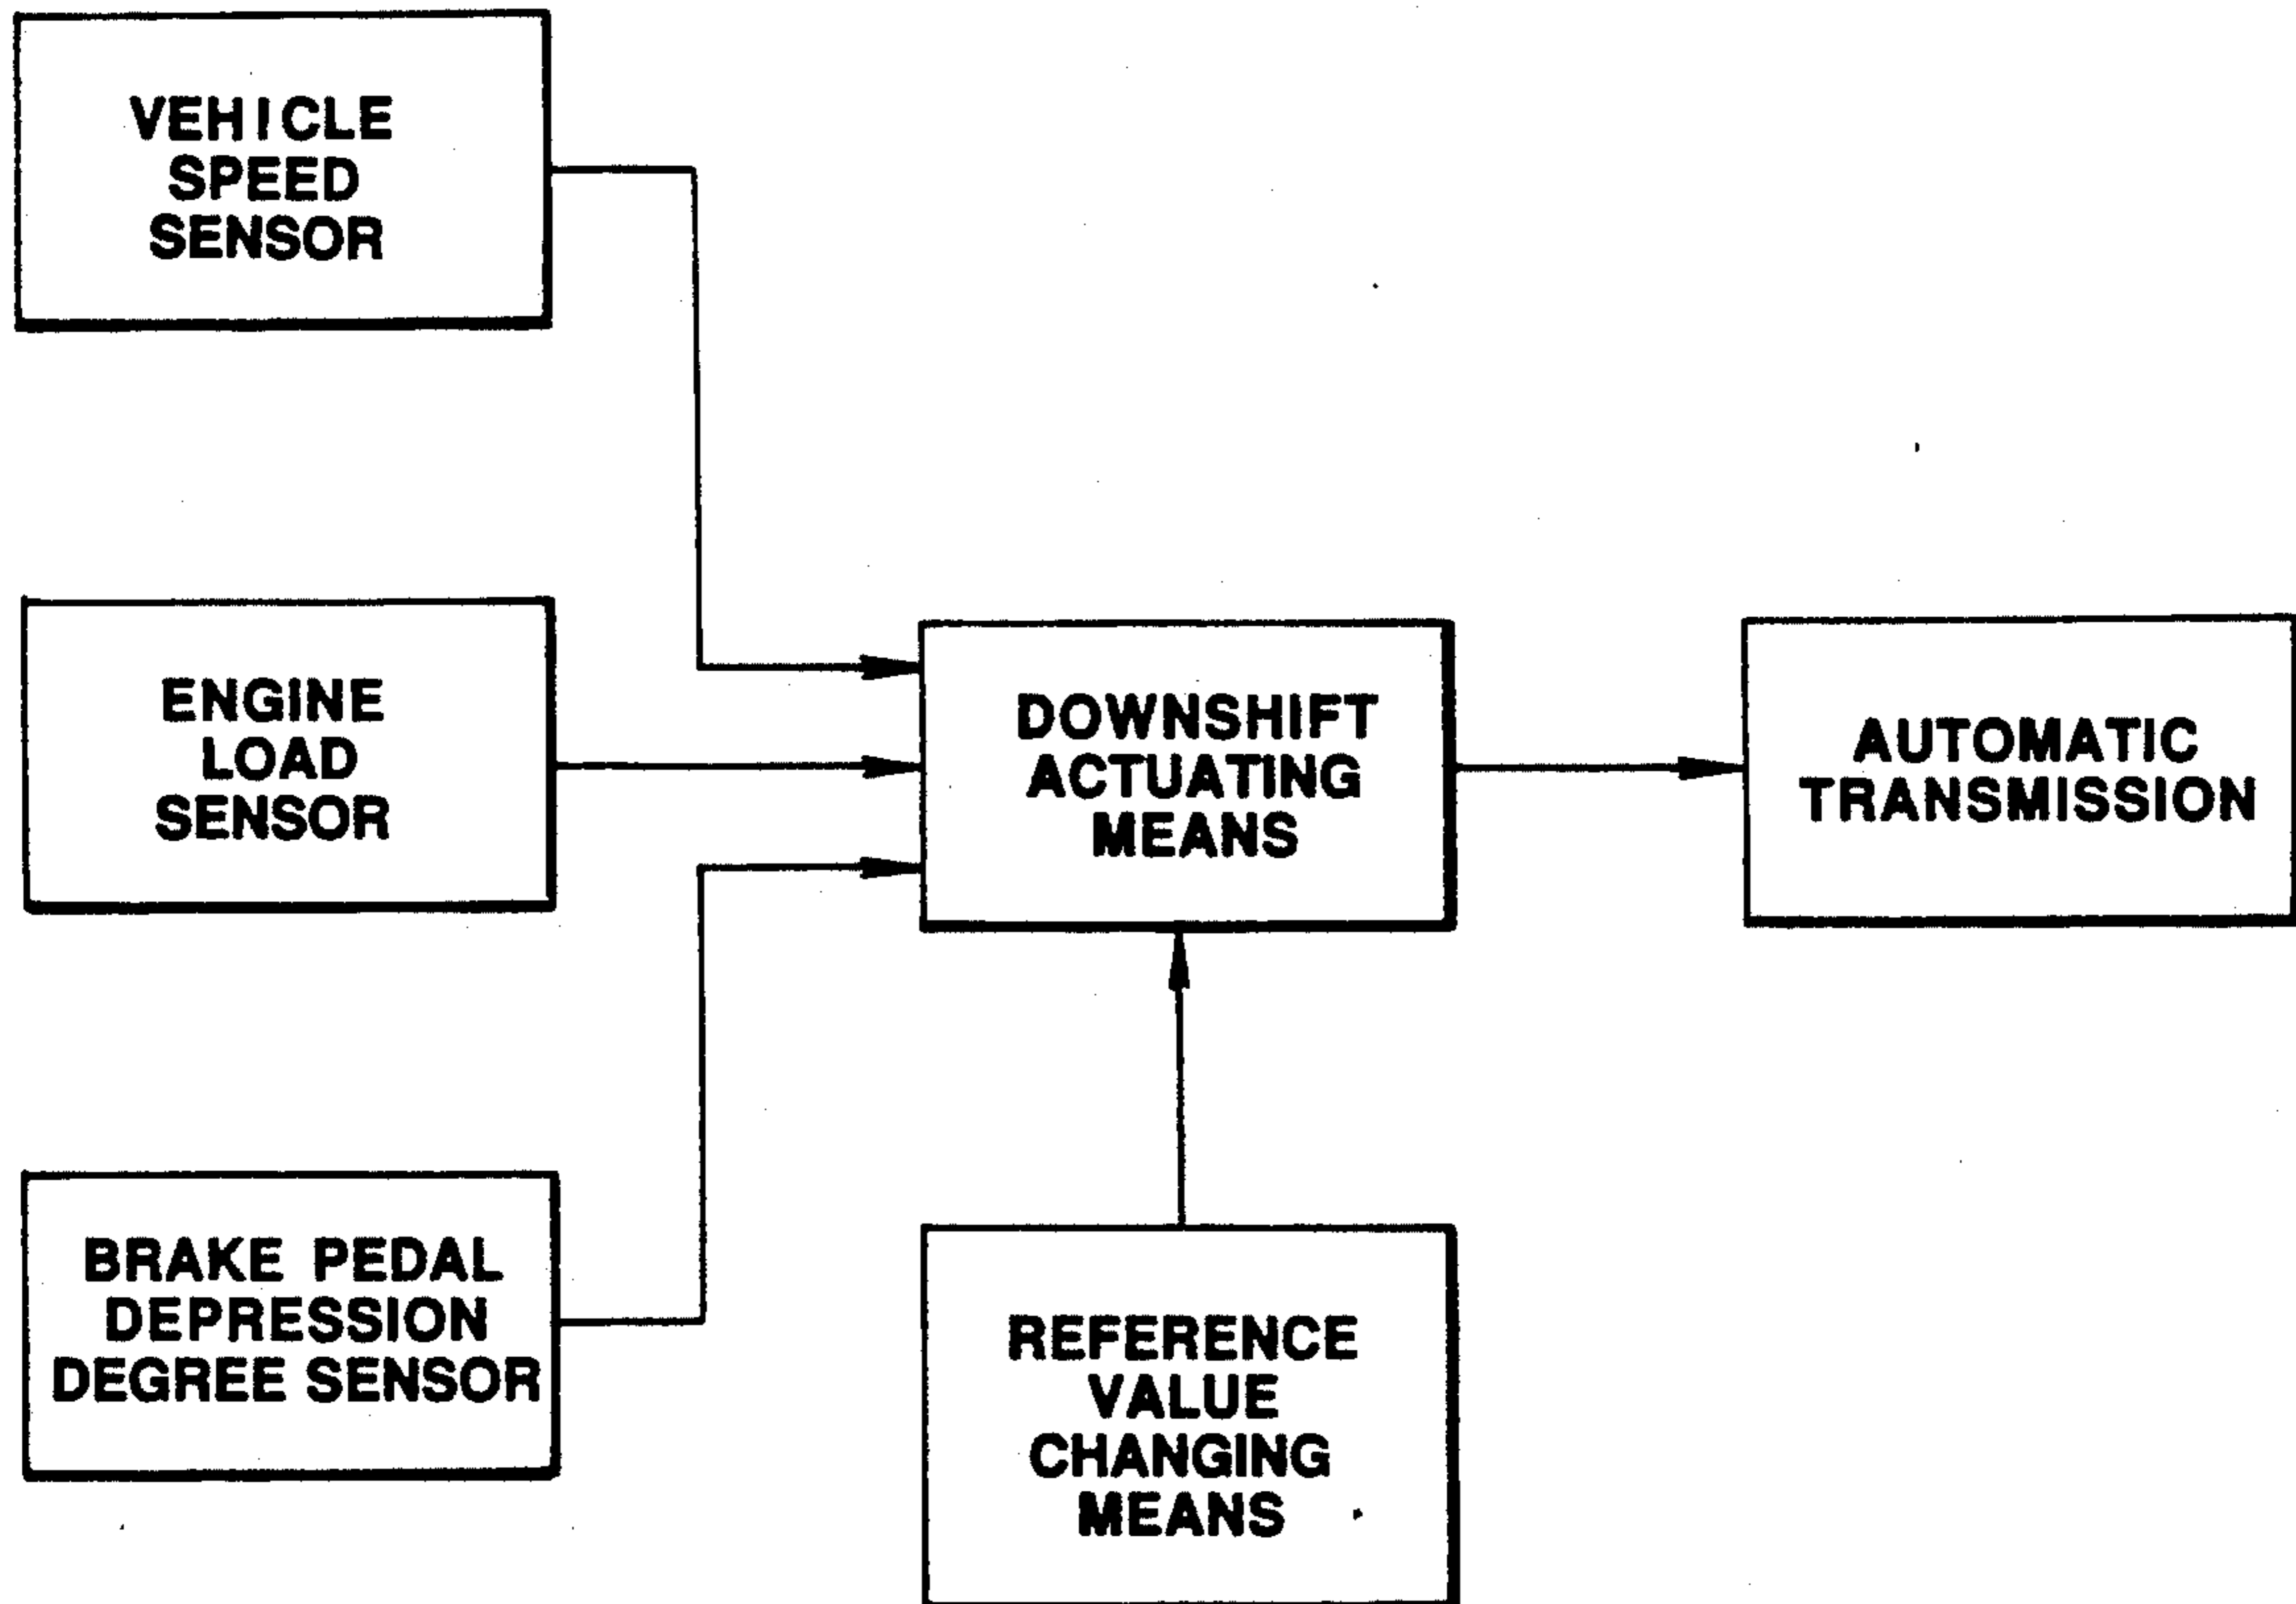 VEHICLE
SPEED
SENSOR
ENGINE
LOAD
SENSOR
BRAKE PEDAL
DEPRESSION
DEGREE SENSOR
DOWNSHIFT
ACTUATING
MEANS
REFERENCE
VALUE
CHANGING
MEANS
AUTOMATIC
TRANSMISSION